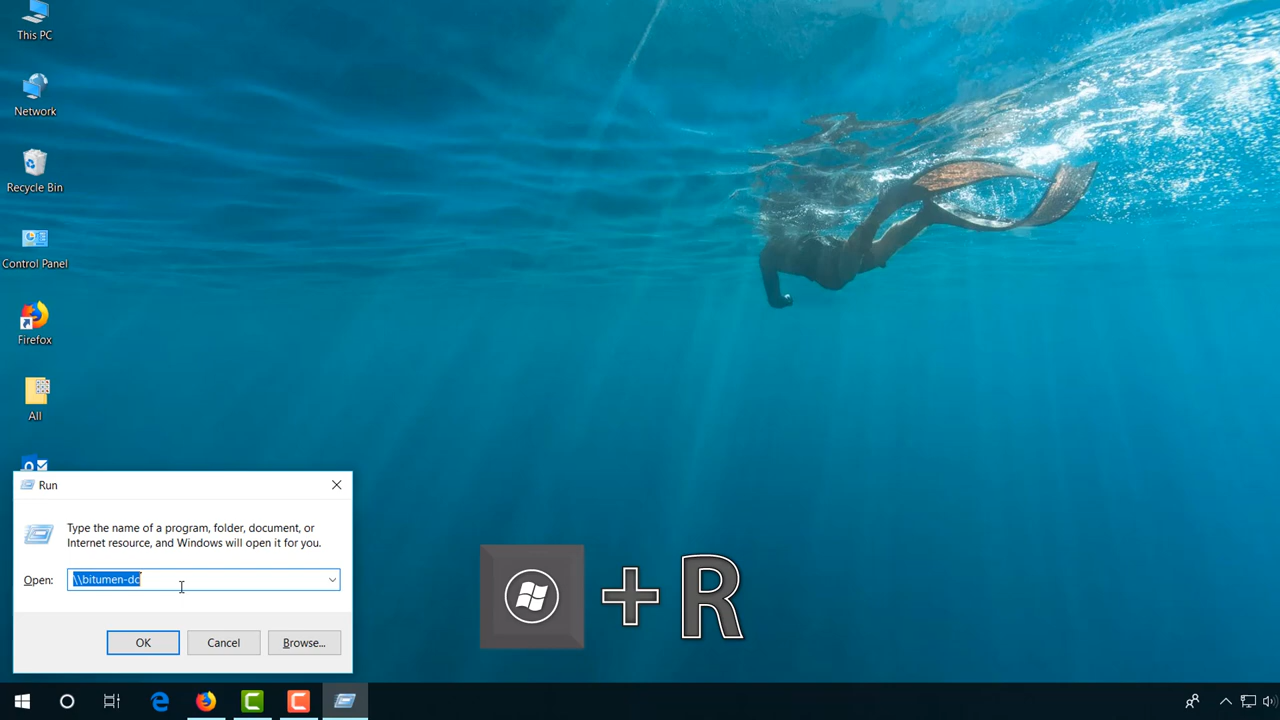 This PC
Network
Recycle Bin
Control Panel
Firefox
All
Run
Type the name of a program, folder, document, or
Internet resource, and Windows will open it for you.
Open:
\\bitumen-dc
OK
Cancel
Browse...
+ R